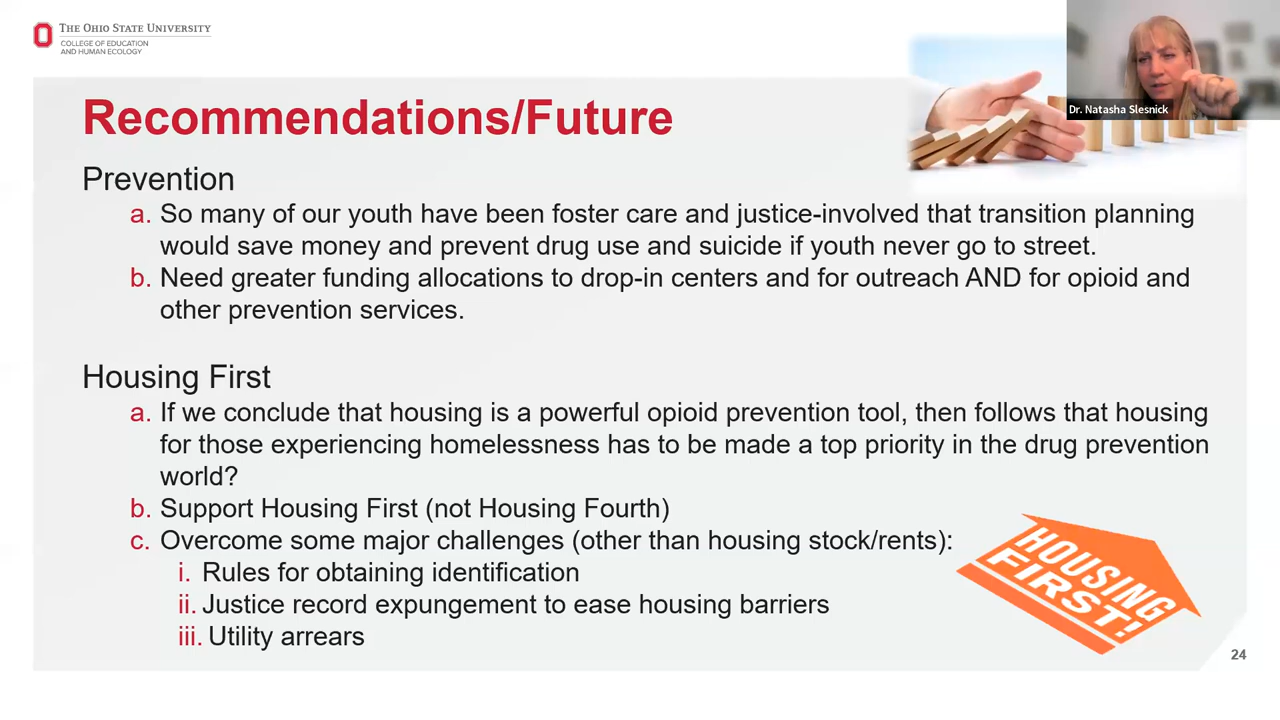 THE OHIO STATE UNIVERSITY
COLLEGE OF EDUCATION
AND HUMAN ECOLOGY
Dr. Natasha Slesnick
Recommendations/Future
Prevention
a. So many of our youth have been foster care and justice-involved that transition planning
would save money and prevent drug use and suicide if youth never go to street.
b. Need greater funding allocations to drop-in centers and for outreach AND for opioid and
other prevention services.
Housing First
a. If we conclude that housing is a powerful opioid prevention tool, then follows that housing
for those experiencing homelessness has to be made a top priority in the drug prevention
world?
b. Support Housing First (not Housing Fourth)
c. Overcome some major challenges (other than housing stock/rents):
i. Rules for obtaining identification
ii. Justice record expungement to ease housing barriers
iii. Utility arrears
HOUSING
FIRST!
24